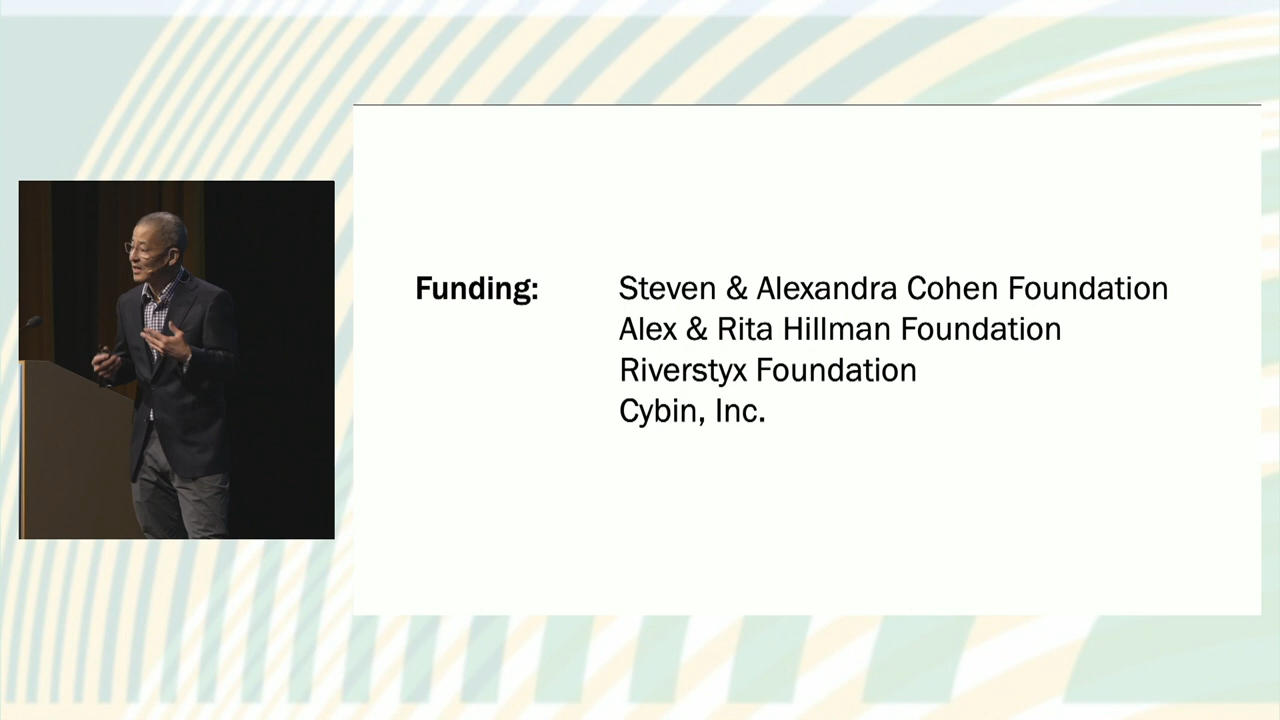 Funding: Steven & Alexandra Cohen Foundation
Alex & Rita Hillman Foundation
Riverstyx Foundation
Cybin, Inc.